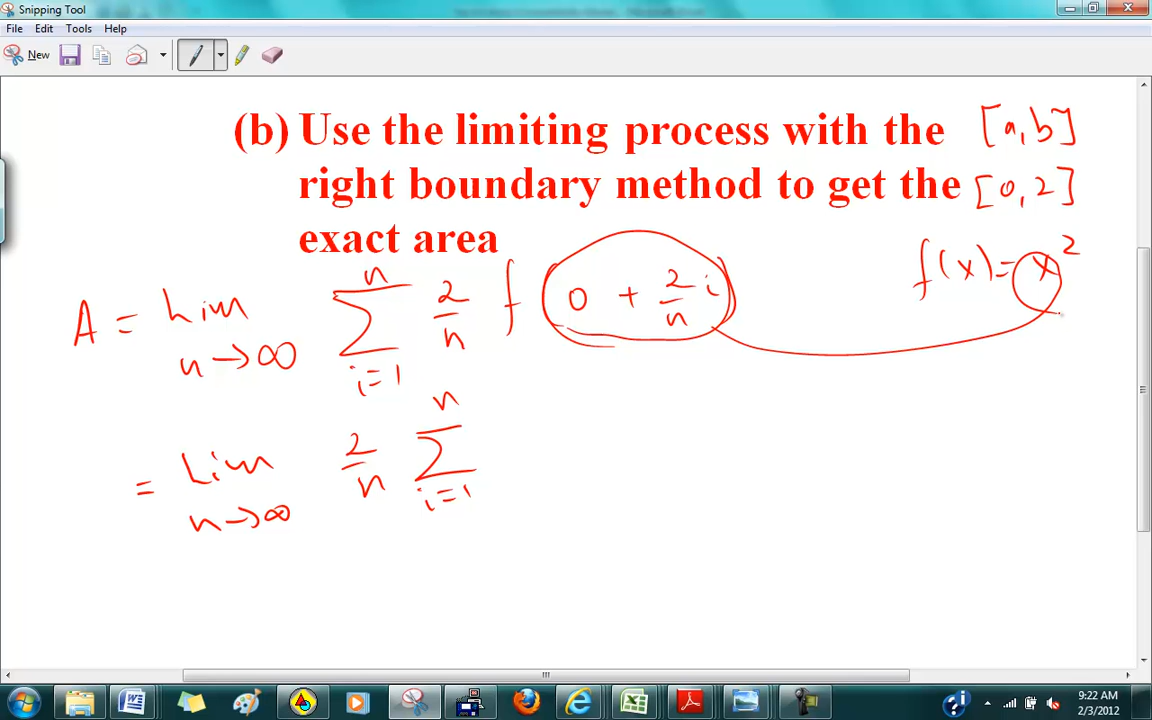 Snipping Tool
File Edit Tools Help
New
(b) Use the limiting process with the
right boundary method to get the
exact area
[a,b]
[0,2]
f(x)=x²
A = Lim n→∞ n Σ i=1 2/n f (0 + 2/n i)
= Lim n→∞ 2/n n Σ i=1
9:22 AM
2/3/2012